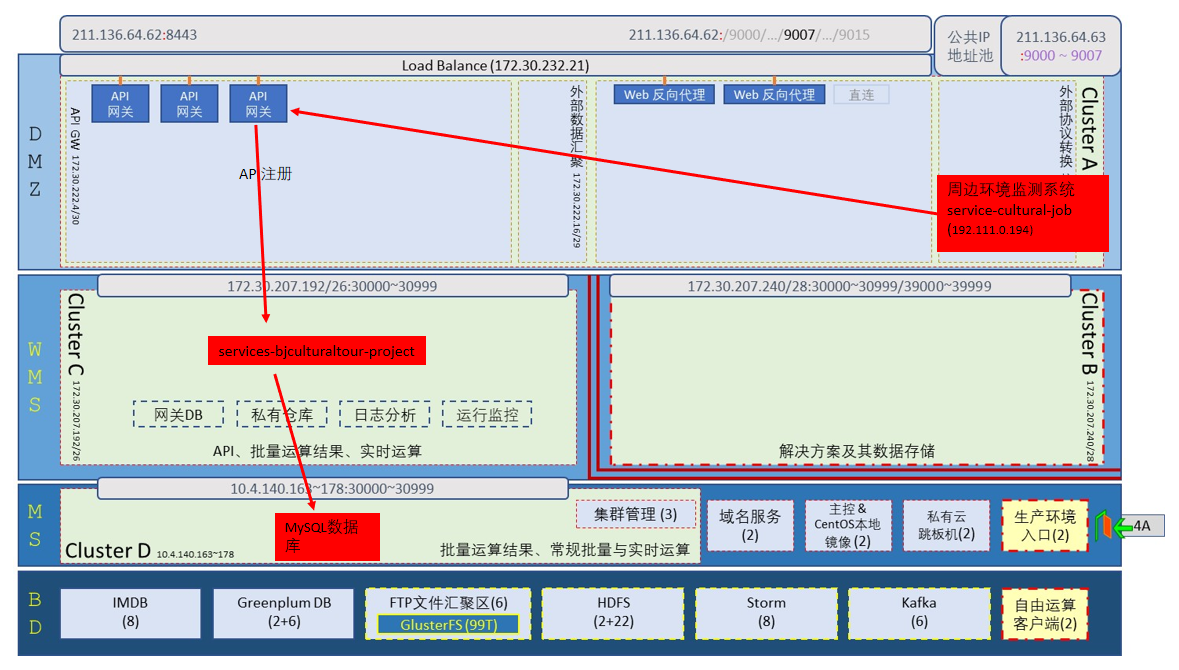 211.136.64.62:8443
211.136.64.62:/9000/.../9007/.../9015
公共IP
地址池
211.136.64.63
:9000 ~ 9007
Load Balance (172.30.232.21)
DMZ
API GW 172.30.222.4/30
API
网关
API
网关
API
网关
API注册
外部数据汇聚 172.30.222.16/29
Web 反向代理
Web 反向代理
直连
外部协议转换
Cluster A
周边环境监测系统
service-cultural-job
(192.111.0.194)
WMS
172.30.207.192/26:30000~30999
Cluster C 172.30.207.192/26
services-bjculturaltour-project
网关DB
私有仓库
日志分析
运行监控
API、批量运算结果、实时运算
172.30.207.240/28:30000~30999/39000~39999
Cluster B 172.30.207.240/28
解决方案及其数据存储
MS
10.4.140.163~178:30000~30999
Cluster D 10.4.140.163~178
MySQL数据
库
集群管理 (3)
批量运算结果、常规批量与实时运算
域名服务
(2)
主控 &
CentOS本地
镜像 (2)
私有云
跳板机(2)
生产环境
入口(2)
4A
BD
IMDB
(8)
Greenplum DB
(2+6)
FTP文件汇聚区(6)
GlusterFS (99T)
HDFS
(2+22)
Storm
(8)
Kafka
(6)
自由运算
客户端(2)